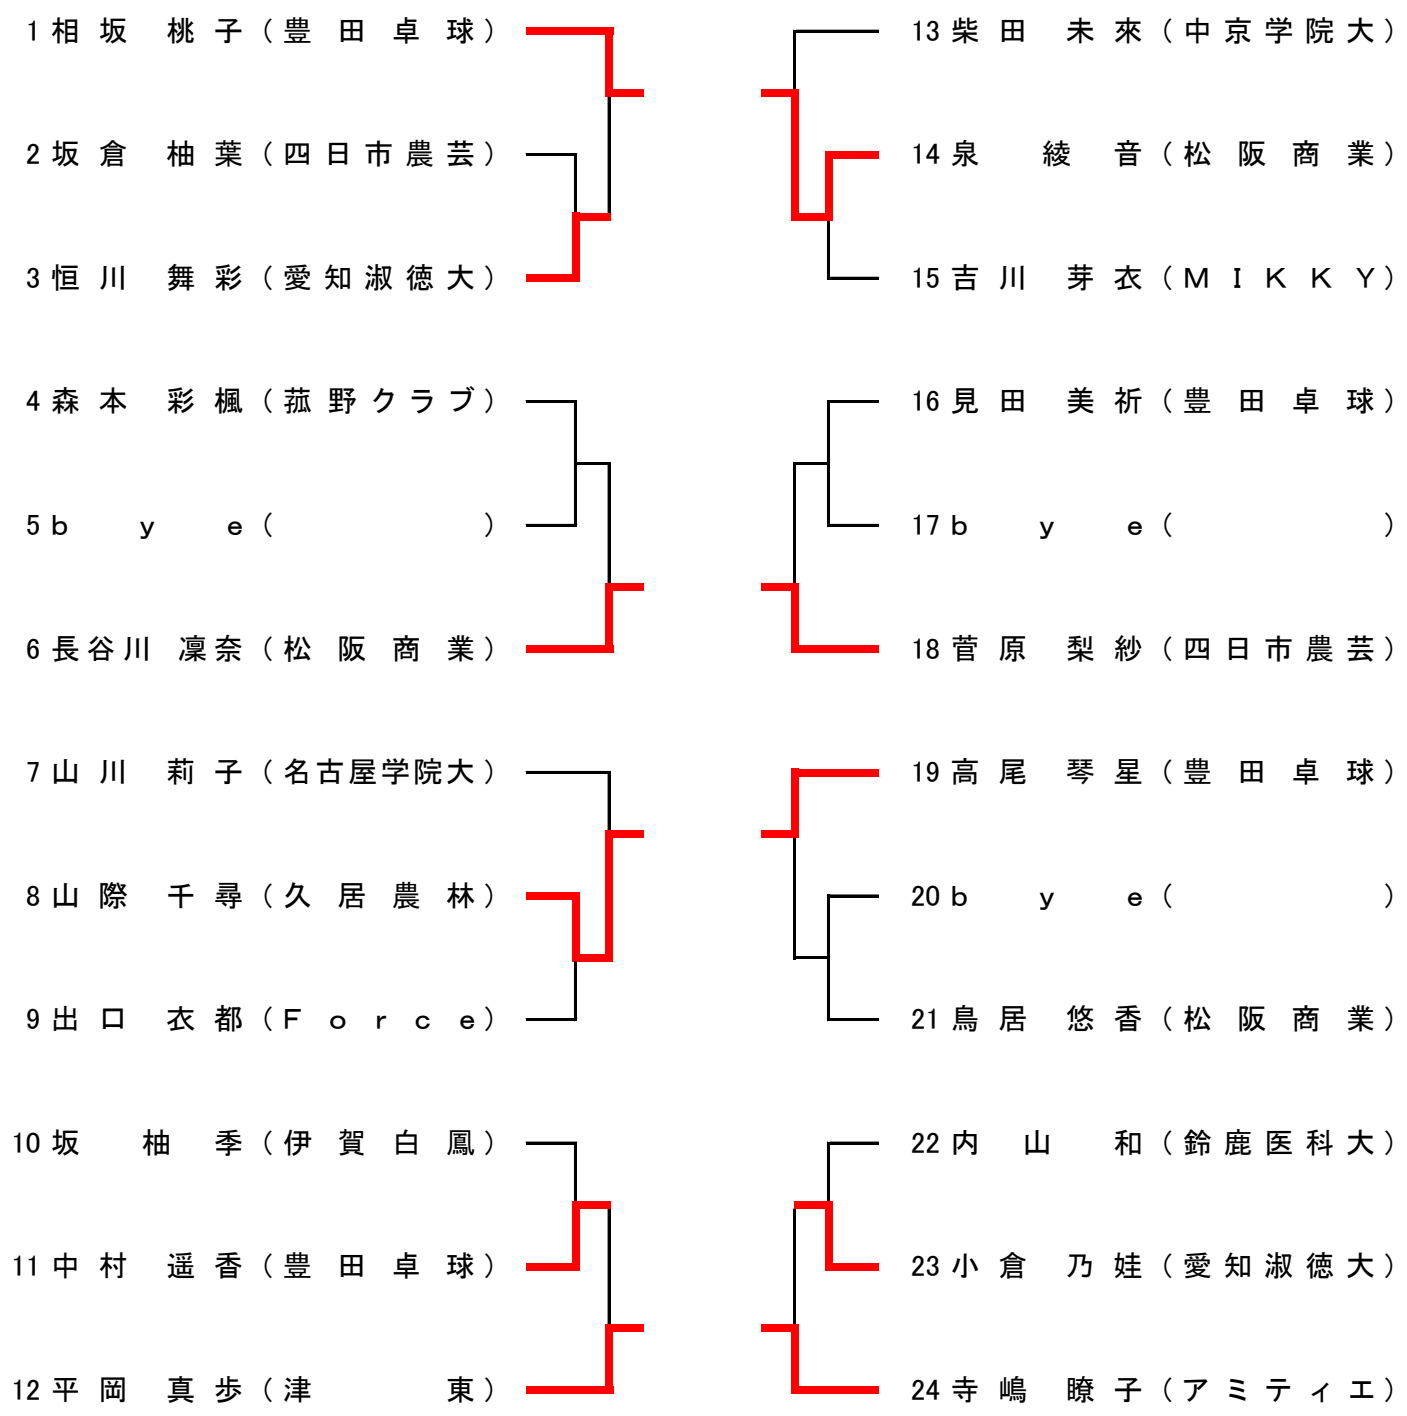 1 相坂 桃子 (豊田卓球)
2 坂倉 柚葉 (四日市農芸)
3 恒川 舞彩 (愛知淑徳大)
4 森本 彩楓 (菰野クラブ)
5 bye ( )
6 長谷川 凜奈 (松阪商業)
7 山川 莉子 (名古屋学院大)
8 山際 千尋 (久居農林)
9 出口 衣都 (Force)
10 坂 柚季 (伊賀白鳳)
11 中村 遥香 (豊田卓球)
12 平岡 真歩 (津東)
13 柴田 未來 (中京学院大)
14 泉 綾音 (松阪商業)
15 吉川 芽衣 (MIKKY)
16 見田 美祈 (豊田卓球)
17 bye ( )
18 菅原 梨紗 (四日市農芸)
19 高尾 琴星 (豊田卓球)
20 bye ( )
21 鳥居 悠香 (松阪商業)
22 内山 和 (鈴鹿医科大)
23 小倉 乃娃 (愛知淑徳大)
24 寺嶋 瞭子 (アミティエ)